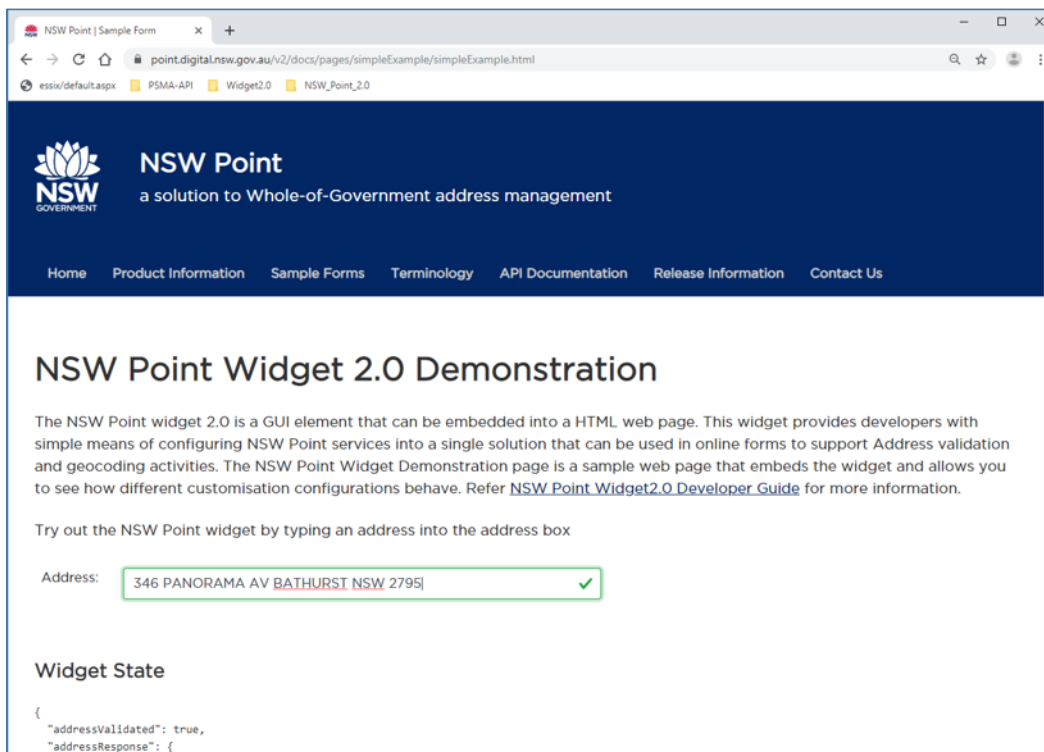 NSW Point | Sample Form
point.digital.nsw.gov.au/v2/docs/pages/simpleExample/simpleExample.html
essix/default.aspx PSMA-API Widget2.0 NSW_Point_2.0
NSW
GOVERNMENT
NSW Point
a solution to Whole-of-Government address management
Home Product Information Sample Forms Terminology API Documentation Release Information Contact Us
NSW Point Widget 2.0 Demonstration
The NSW Point widget 2.0 is a GUI element that can be embedded into a HTML web page. This widget provides developers with
simple means of configuring NSW Point services into a single solution that can be used in online forms to support Address validation
and geocoding activities. The NSW Point Widget Demonstration page is a sample web page that embeds the widget and allows you
to see how different customisation configurations behave. Refer NSW Point Widget2.0 Developer Guide for more information.
Try out the NSW Point widget by typing an address into the address box
Address: 346 PANORAMA AV BATHURST NSW 2795
Widget State
{
"addressValidated": true,
"addressResponse": {